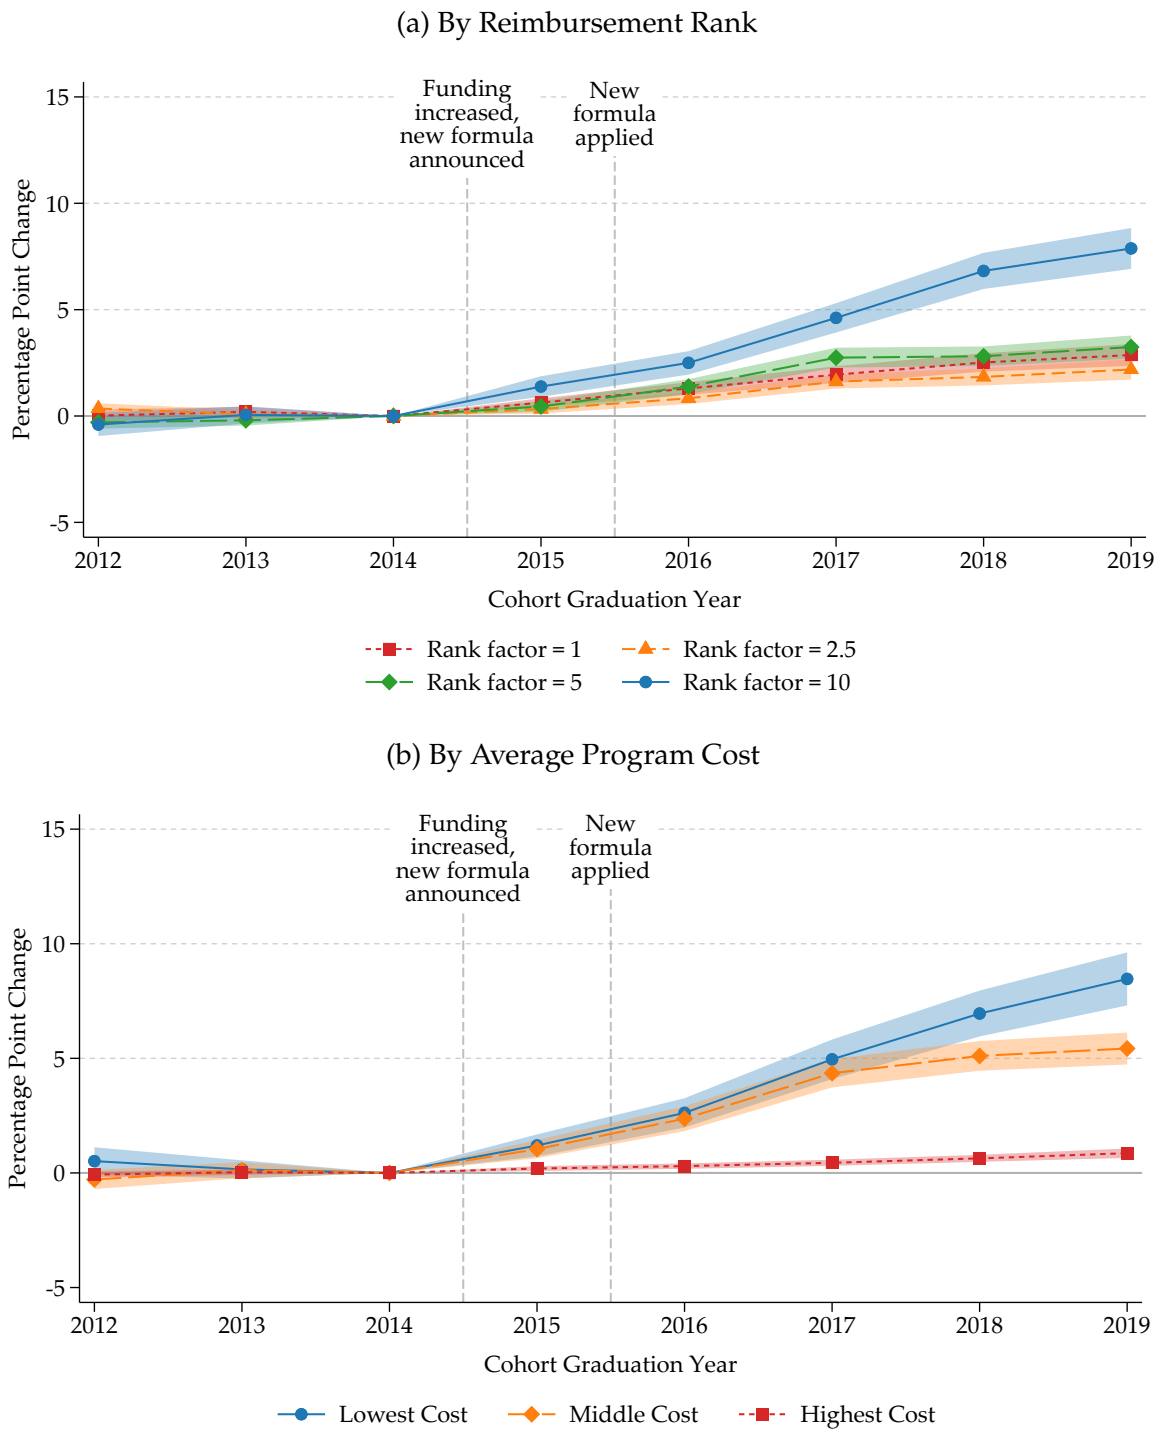 (a) By Reimbursement Rank
Funding
increased,
new formula
announced
New
formula
applied
Percentage Point Change
15
10
5
0
-5
2012 2013 2014 2015 2016 2017 2018 2019
Cohort Graduation Year
Rank factor = 1 Rank factor = 2.5
Rank factor = 5 Rank factor = 10
(b) By Average Program Cost
Funding
increased,
new formula
announced
New
formula
applied
Percentage Point Change
15
10
5
0
-5
2012 2013 2014 2015 2016 2017 2018 2019
Cohort Graduation Year
Lowest Cost Middle Cost Highest Cost